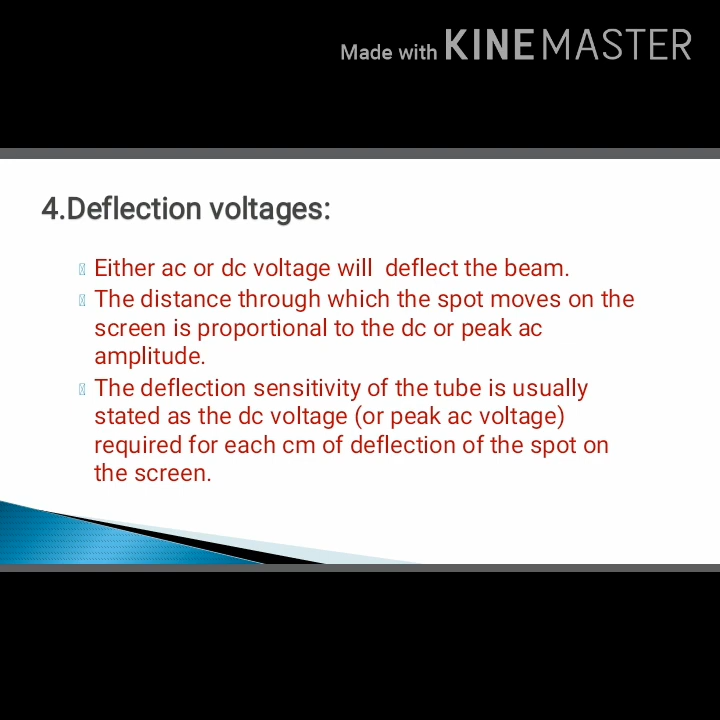 Made with KINEMASTER
4.Deflection voltages:
Either ac or dc voltage will  deflect the beam.
The distance through which the spot moves on the
screen is proportional to the dc or peak ac
amplitude.
The deflection sensitivity of the tube is usually
stated as the dc voltage (or peak ac voltage)
required for each cm of deflection of the spot on
the screen.